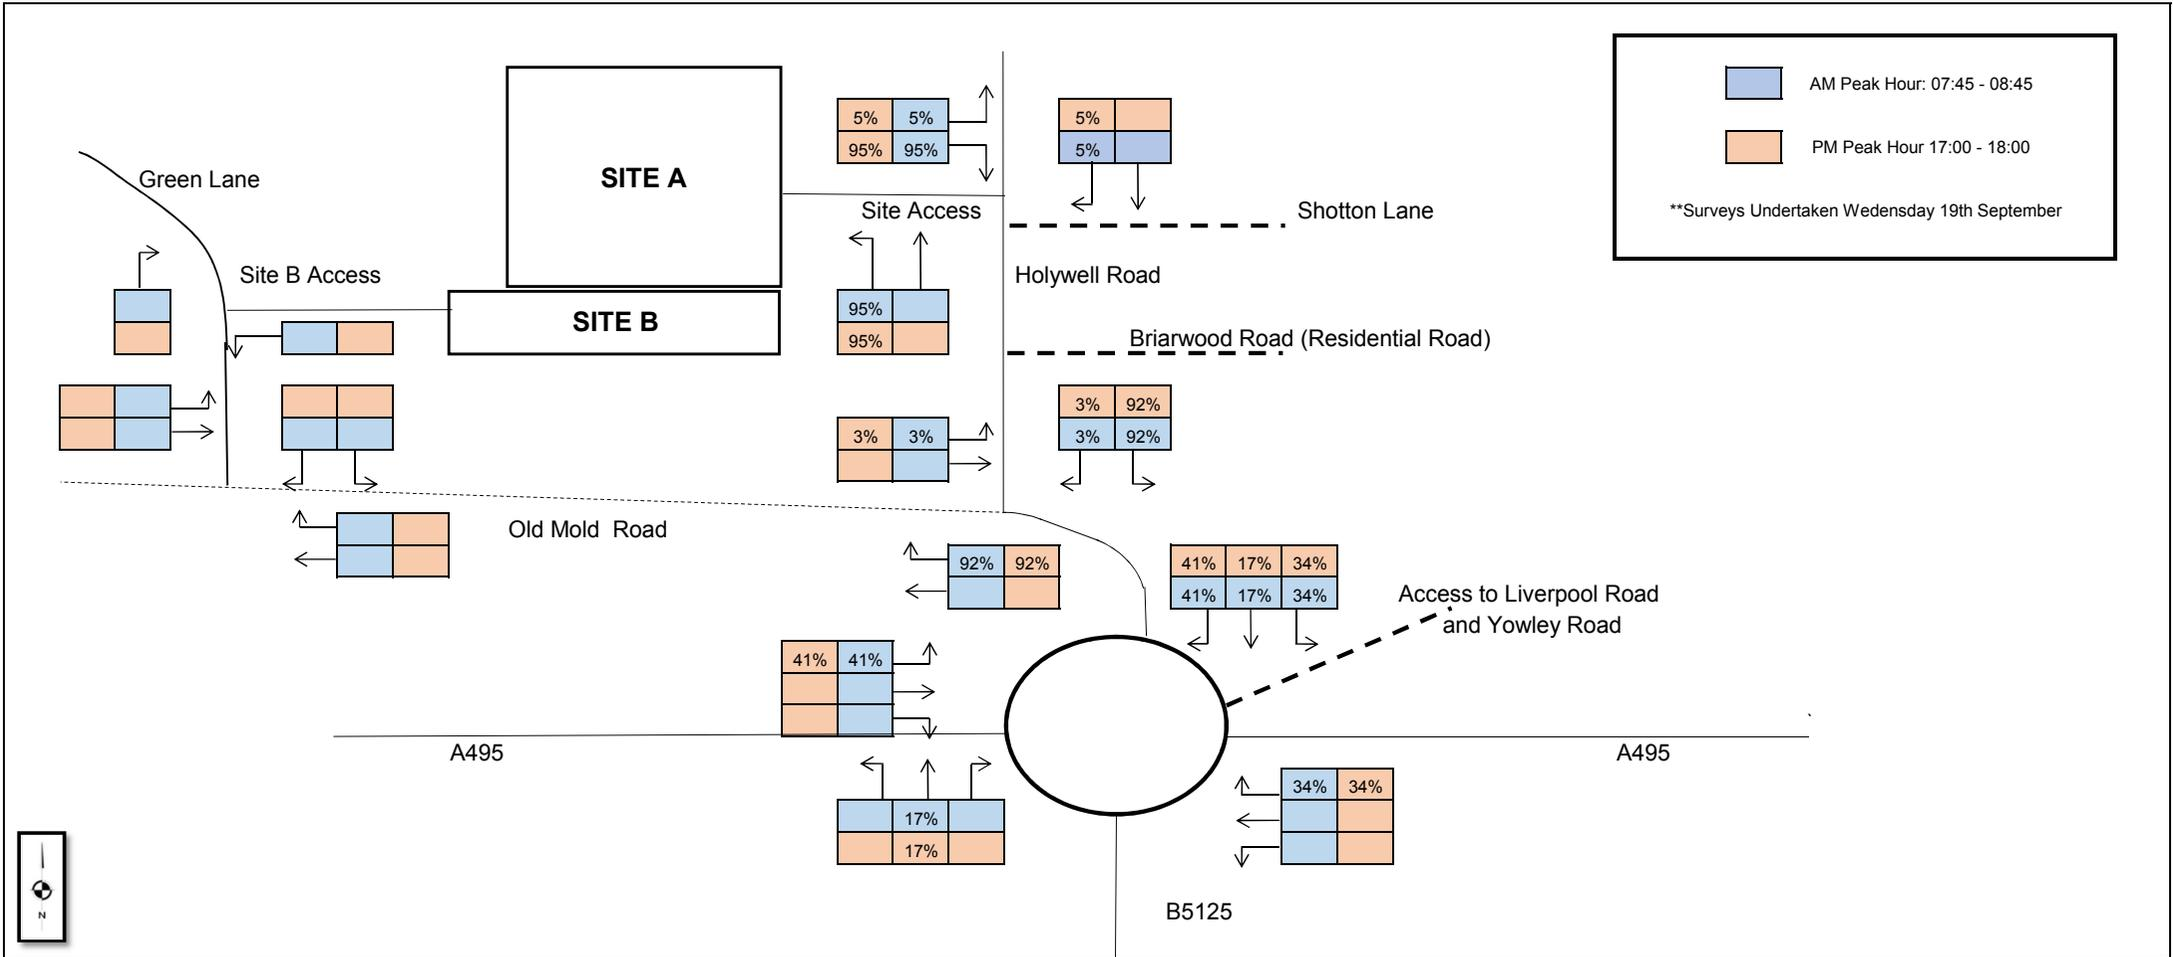 AM Peak Hour: 07:45 - 08:45
PM Peak Hour 17:00 - 18:00
**Surveys Undertaken Wedensday 19th September
5% 5%
95% 95%
5%
5%
SITE A
Green Lane
Site Access
Shotton Lane
Site B Access
Holywell Road
SITE B
95%
95%
Briarwood Road (Residential Road)
3% 92%
3% 92%
3% 3%
Old Mold Road
92% 92%
41% 17% 34%
41% 17% 34%
Access to Liverpool Road
and Yowley Road
41% 41%
A495
A495
34% 34%
17%
17%
B5125
N